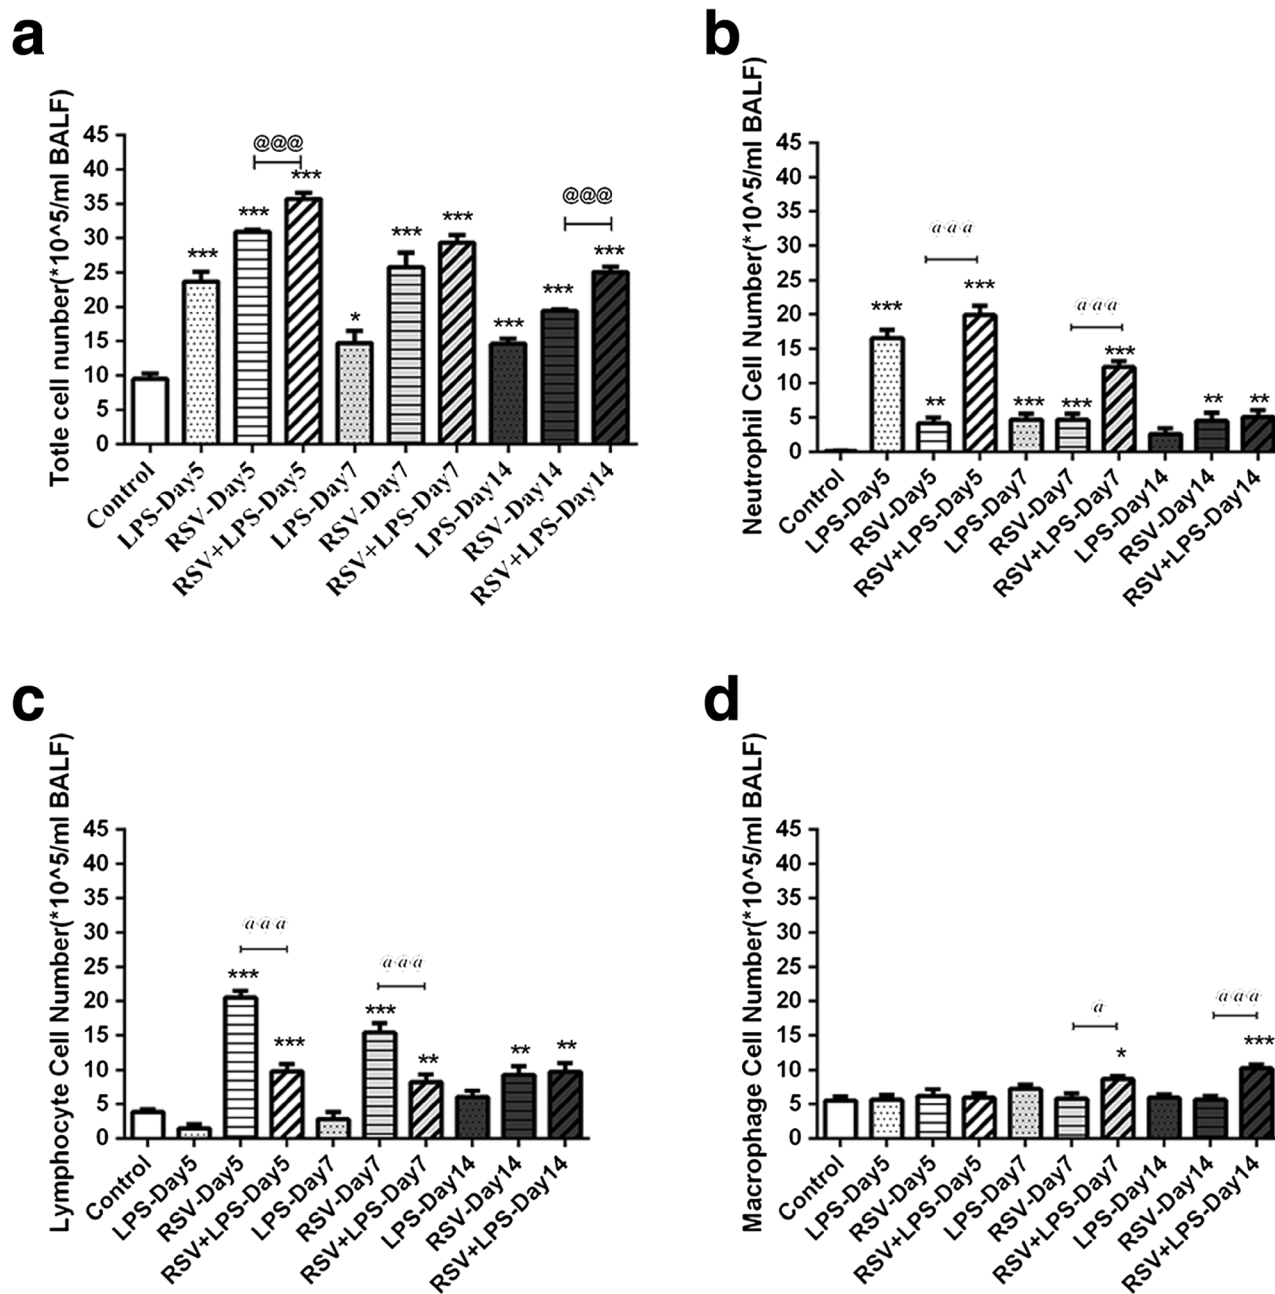 a
Totle cell number(*10^5/ml BALF)
45
40
35
30
25
20
15
10
5
0
@@@
@@@
***
***
***
*
***
***
***
***
***
Control
LPS-Day5
RSV-Day5
RSV+LPS-Day5
LPS-Day7
RSV-Day7
RSV+LPS-Day7
LPS-Day14
RSV-Day14
RSV+LPS-Day14
b
Neutrophil Cell Number(*10^5/ml BALF)
45
40
35
30
25
20
15
10
5
0
@@@
@@@
***
**
***
***
***
***
**
**
Control
LPS-Day5
RSV-Day5
RSV+LPS-Day5
LPS-Day7
RSV-Day7
RSV+LPS-Day7
LPS-Day14
RSV-Day14
RSV+LPS-Day14
c
Lymphocyte Cell Number(*10^5/ml BALF)
45
40
35
30
25
20
15
10
5
0
@@@
@@@
***
***
***
**
**
**
Control
LPS-Day5
RSV-Day5
RSV+LPS-Day5
LPS-Day7
RSV-Day7
RSV+LPS-Day7
LPS-Day14
RSV-Day14
RSV+LPS-Day14
d
Macrophage Cell Number(*10^5/ml BALF)
45
40
35
30
25
20
15
10
5
0
@
@@@
*
***
Control
LPS-Day5
RSV-Day5
RSV+LPS-Day5
LPS-Day7
RSV-Day7
RSV+LPS-Day7
LPS-Day14
RSV-Day14
RSV+LPS-Day14